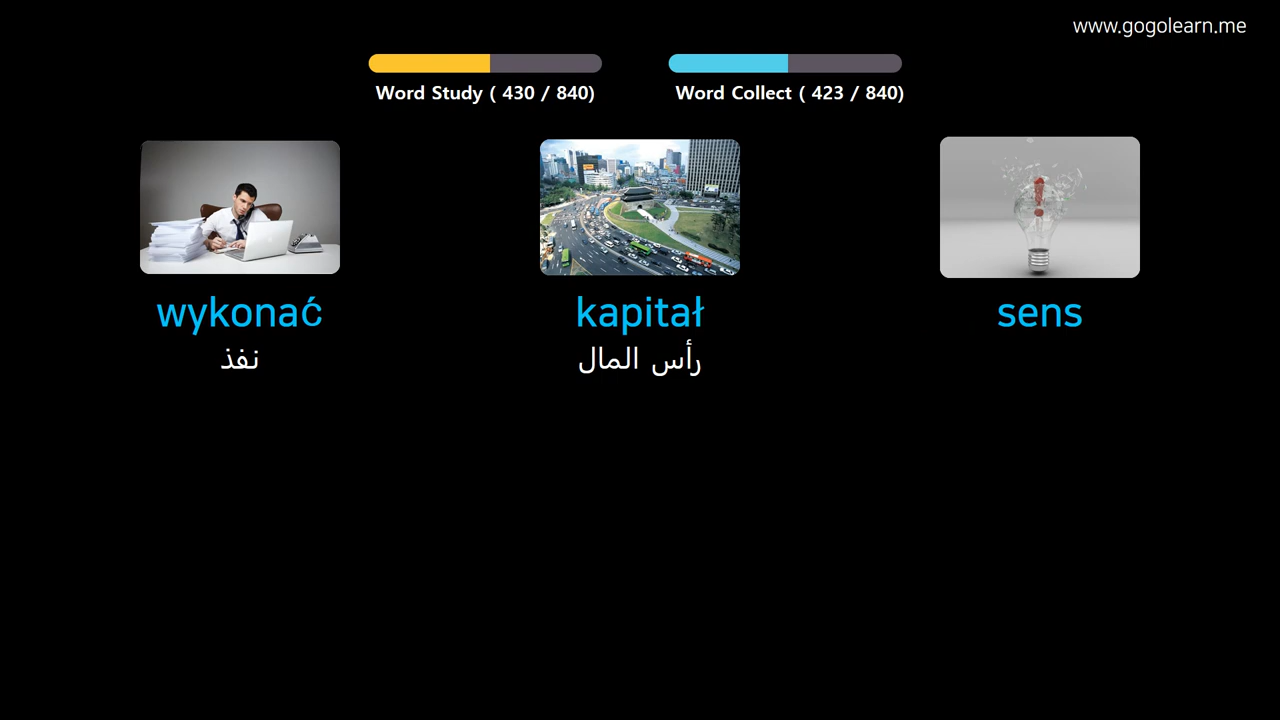 www.gogolearn.me
Word Study ( 430 / 840)
Word Collect ( 423 / 840)
wykonać
kapitał
sens
نفذ
رأس المال